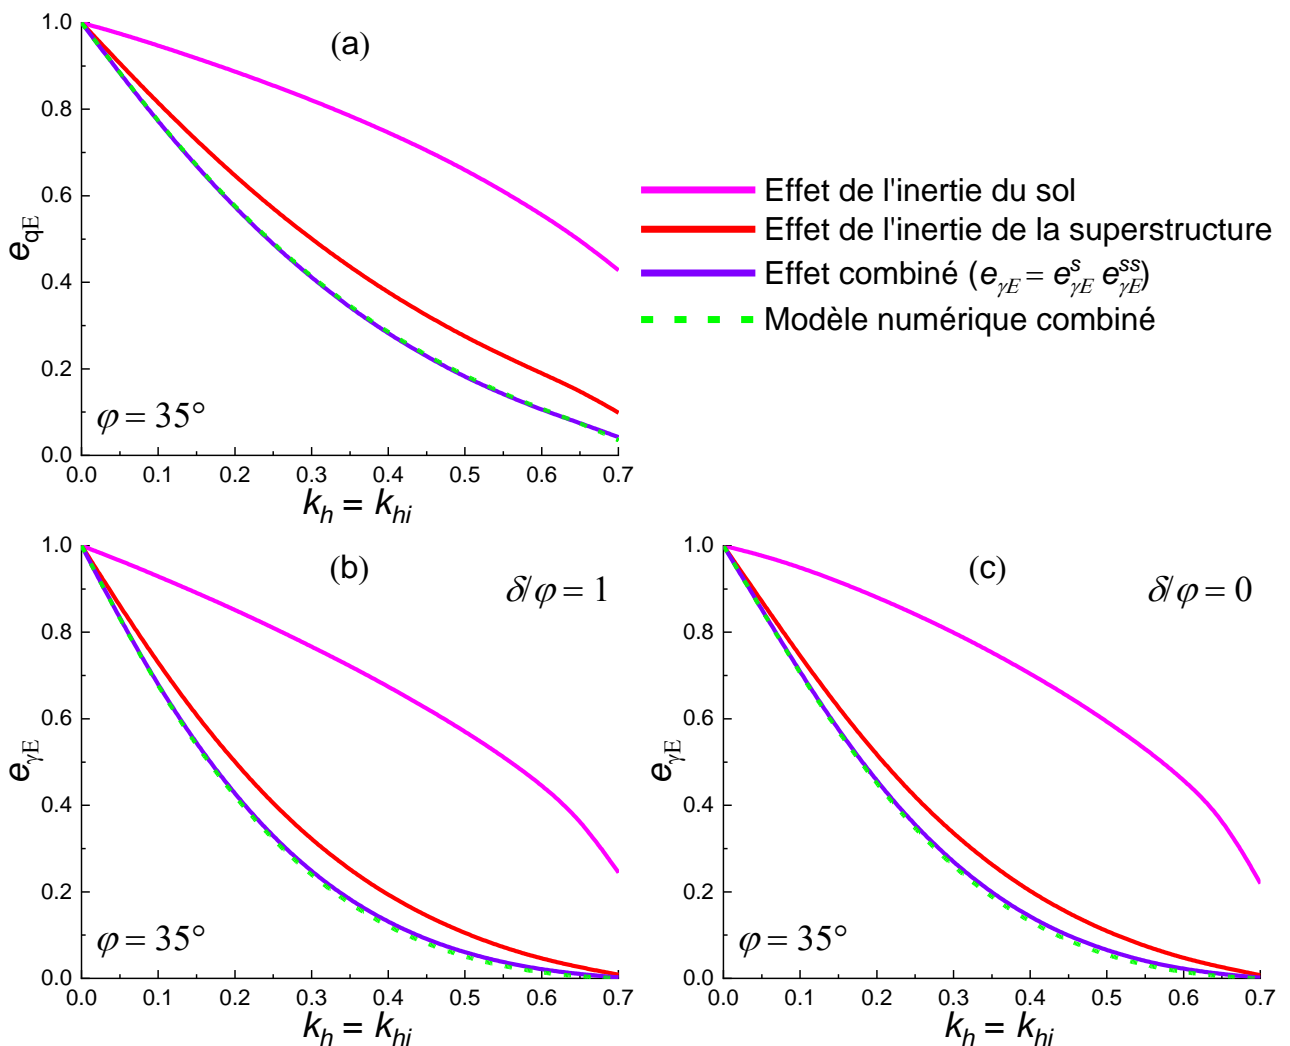 (a)
1.0
0.8
0.6
0.4
0.2
0.0
e_qE
φ = 35°
0.0 0.1 0.2 0.3 0.4 0.5 0.6 0.7
k_h = k_hi
Effet de l'inertie du sol
Effet de l'inertie de la superstructure
Effet combiné (e_γE = e^s_γE e^ss_γE)
Modèle numérique combiné
(b)
δ/φ = 1
1.0
0.8
0.6
0.4
0.2
0.0
e_γE
φ = 35°
0.0 0.1 0.2 0.3 0.4 0.5 0.6 0.7
k_h = k_hi
(c)
δ/φ = 0
1.0
0.8
0.6
0.4
0.2
0.0
e_γE
φ = 35°
0.0 0.1 0.2 0.3 0.4 0.5 0.6 0.7
k_h = k_hi